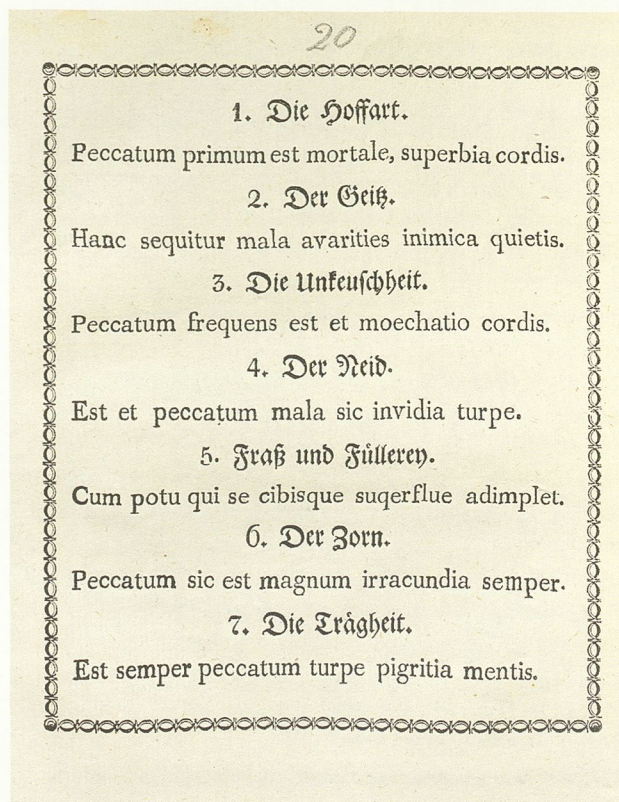 20
1. Die Hoffart.
Peccatum primum est mortale, superbia cordis.
2. Der Geitz.
Hanc sequitur mala avarities inimica quietis.
3. Die Unkeuschheit.
Peccatum frequens est et moechatio cordis.
4. Der Neid.
Est et peccatum mala sic invidia turpe.
5. Fraß und Füllerey.
Cum potu qui se cibisque suqerflue adimplet.
6. Der Zorn.
Peccatum sic est magnum irracundia semper.
7. Die Trägheit.
Est semper peccatum turpe pigritia mentis.